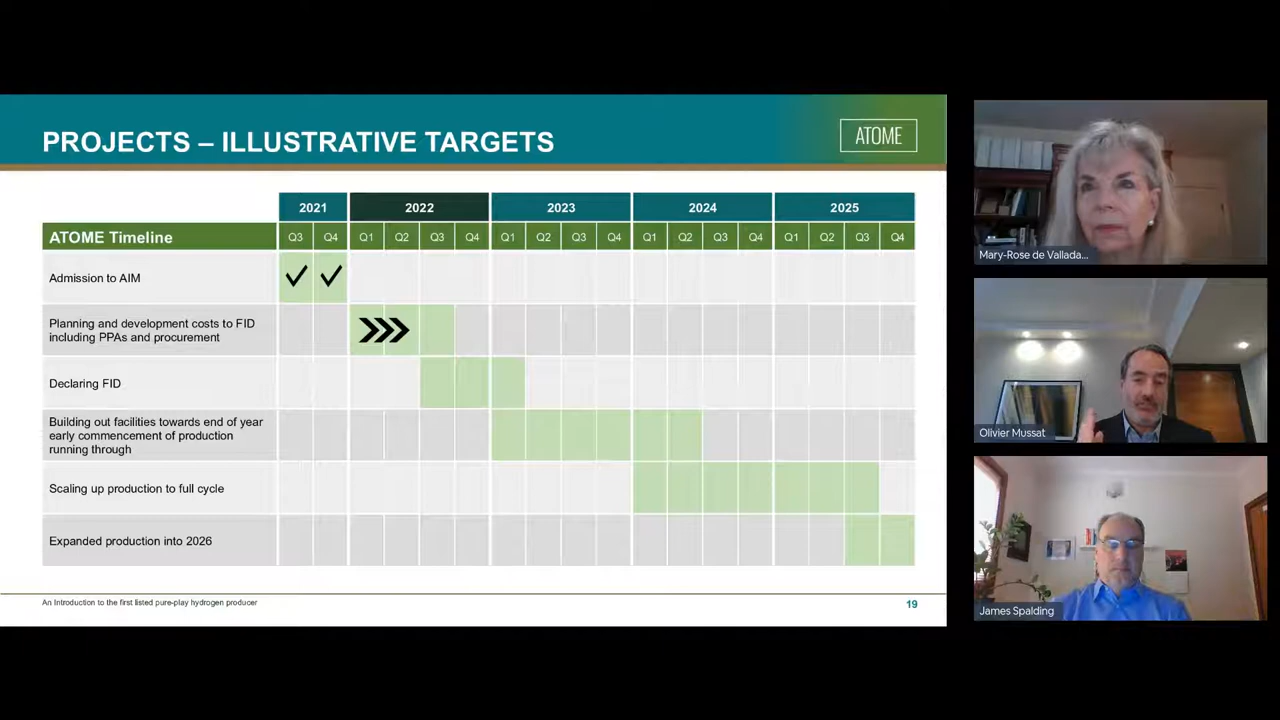 PROJECTS – ILLUSTRATIVE TARGETS
ATOME
2021 2022 2023 2024 2025
ATOME Timeline Q3 Q4 Q1 Q2 Q3 Q4 Q1 Q2 Q3 Q4 Q1 Q2 Q3 Q4 Q1 Q2 Q3 Q4
Admission to AIM
Planning and development costs to FID
including PPAs and procurement
Declaring FID
Building out facilities towards end of year
early commencement of production
running through
Scaling up production to full cycle
Expanded production into 2026
An Introduction to the first listed pure-play hydrogen producer
19
Mary-Rose de Vallada...
Olivier Mussat
James Spalding